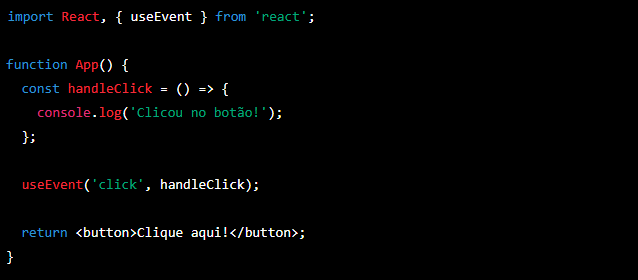 import React, { useEvent } from 'react';
function App() {
const handleClick = () => {
console.log('Clicou no botão!');
};
useEvent('click', handleClick);
return <button>Clique aqui!</button>;
}